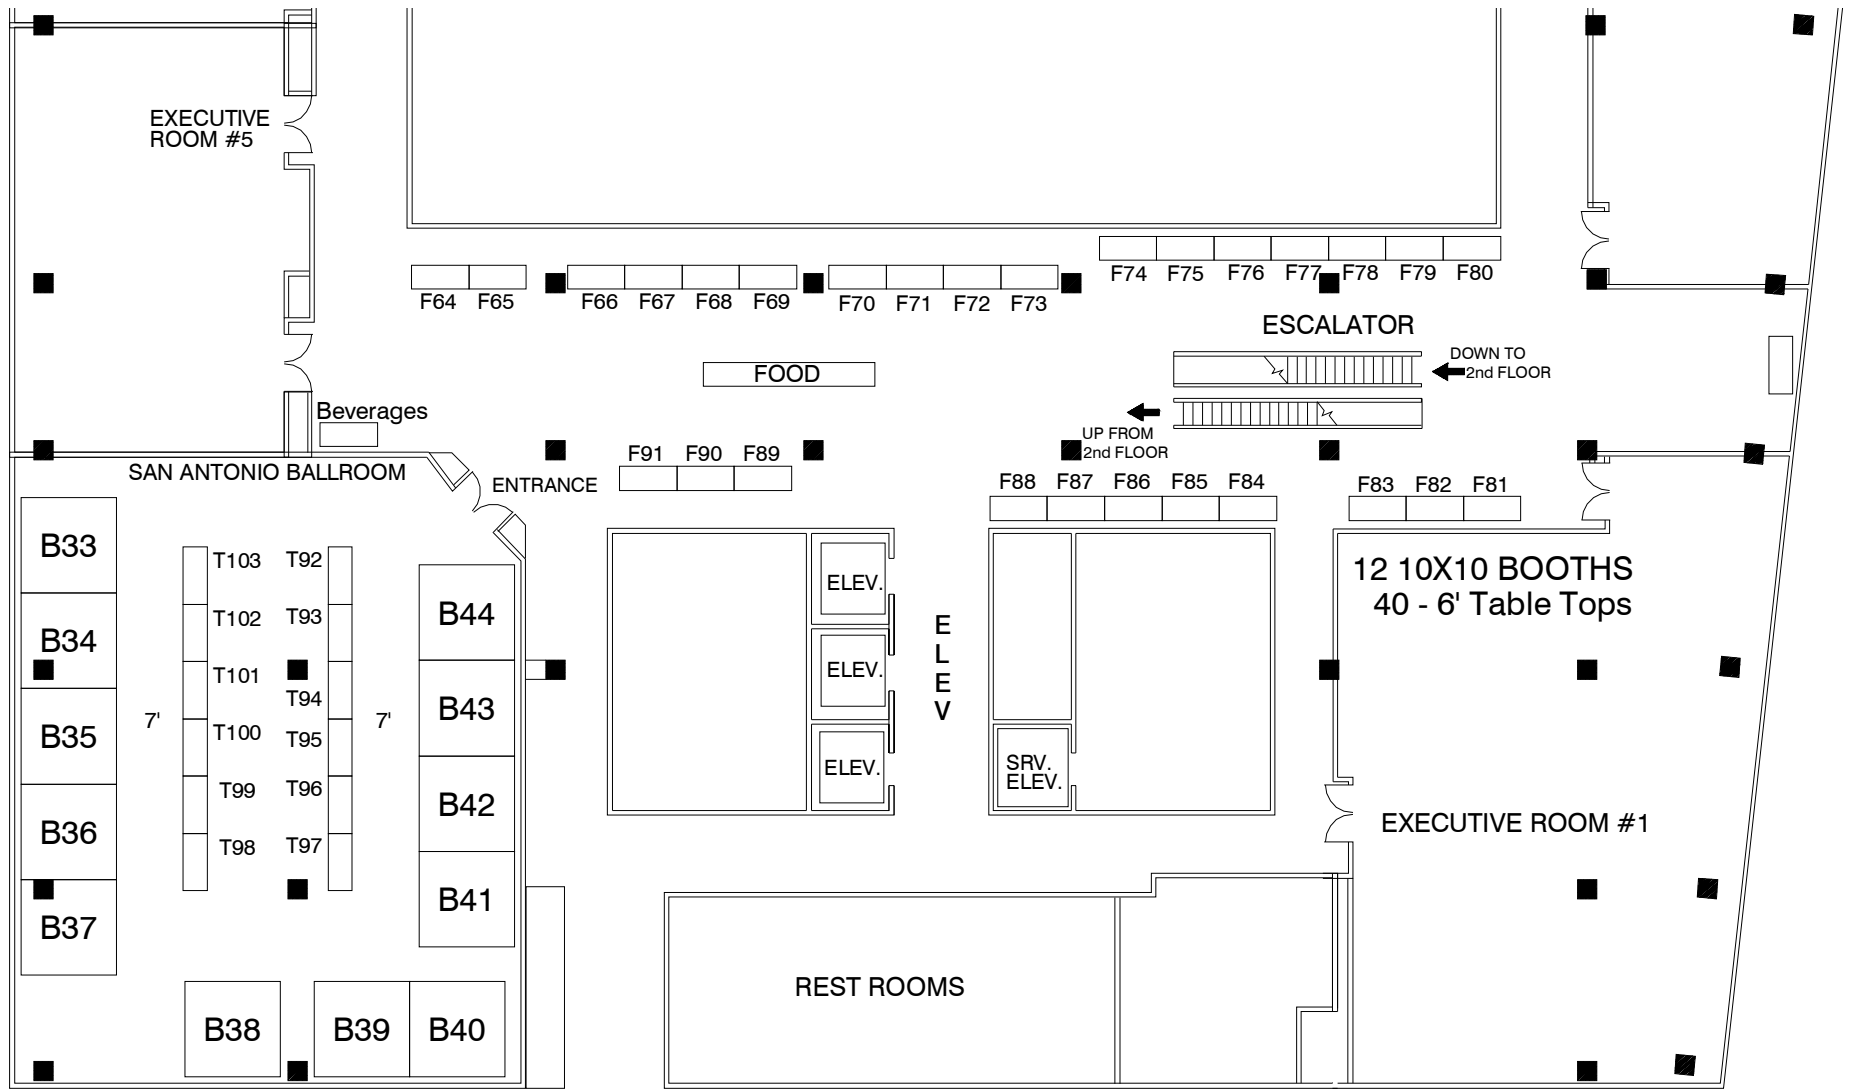 EXECUTIVE
ROOM #5
F74 F75 F76 F77 F78 F79 F80
F64 F65 F66 F67 F68 F69 F70 F71 F72 F73
ESCALATOR
DOWN TO
2nd FLOOR
FOOD
Beverages
UP FROM
2nd FLOOR
F91 F90 F89
SAN ANTONIO BALLROOM
ENTRANCE
F88 F87 F86 F85 F84 F83 F82 F81
B33
B34
B35
B36
B37
T103 T92
T102 T93
T101 T94
T100 T95
T99 T96
T98 T97
7'
7'
B44
B43
B42
B41
B38 B39 B40
ELEV.
ELEV.
ELEV.
E
L
E
V
SRV.
ELEV.
12 10X10 BOOTHS
40 - 6' Table Tops
EXECUTIVE ROOM #1
REST ROOMS